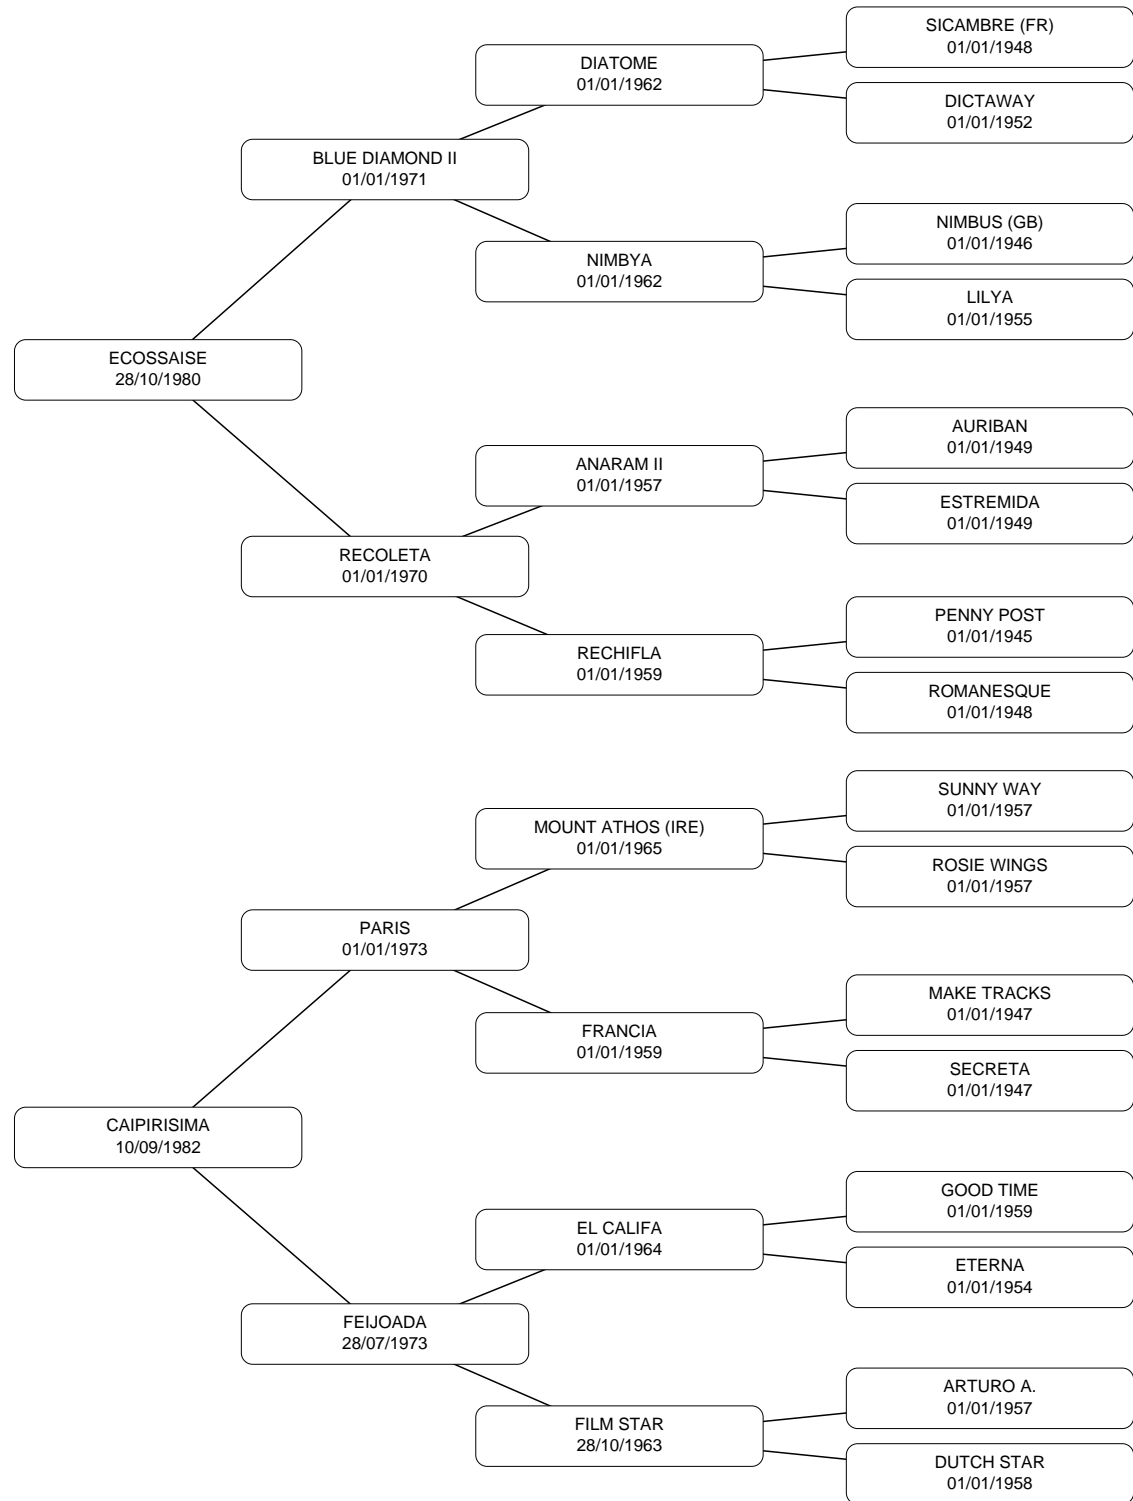 SICAMBRE (FR)
01/01/1948
DIATOME
01/01/1962
DICTAWAY
01/01/1952
BLUE DIAMOND II
01/01/1971
NIMBUS (GB)
01/01/1946
NIMBYA
01/01/1962
LILYA
01/01/1955
ECOSSAISE
28/10/1980
AURIBAN
01/01/1949
ANARAM II
01/01/1957
ESTREMIDA
01/01/1949
RECOLETA
01/01/1970
PENNY POST
01/01/1945
RECHIFLA
01/01/1959
ROMANESQUE
01/01/1948
SUNNY WAY
01/01/1957
MOUNT ATHOS (IRE)
01/01/1965
ROSIE WINGS
01/01/1957
PARIS
01/01/1973
MAKE TRACKS
01/01/1947
FRANCIA
01/01/1959
SECRETA
01/01/1947
CAIPIRISIMA
10/09/1982
GOOD TIME
01/01/1959
EL CALIFA
01/01/1964
ETERNA
01/01/1954
FEIJOADA
28/07/1973
ARTURO A.
01/01/1957
FILM STAR
28/10/1963
DUTCH STAR
01/01/1958